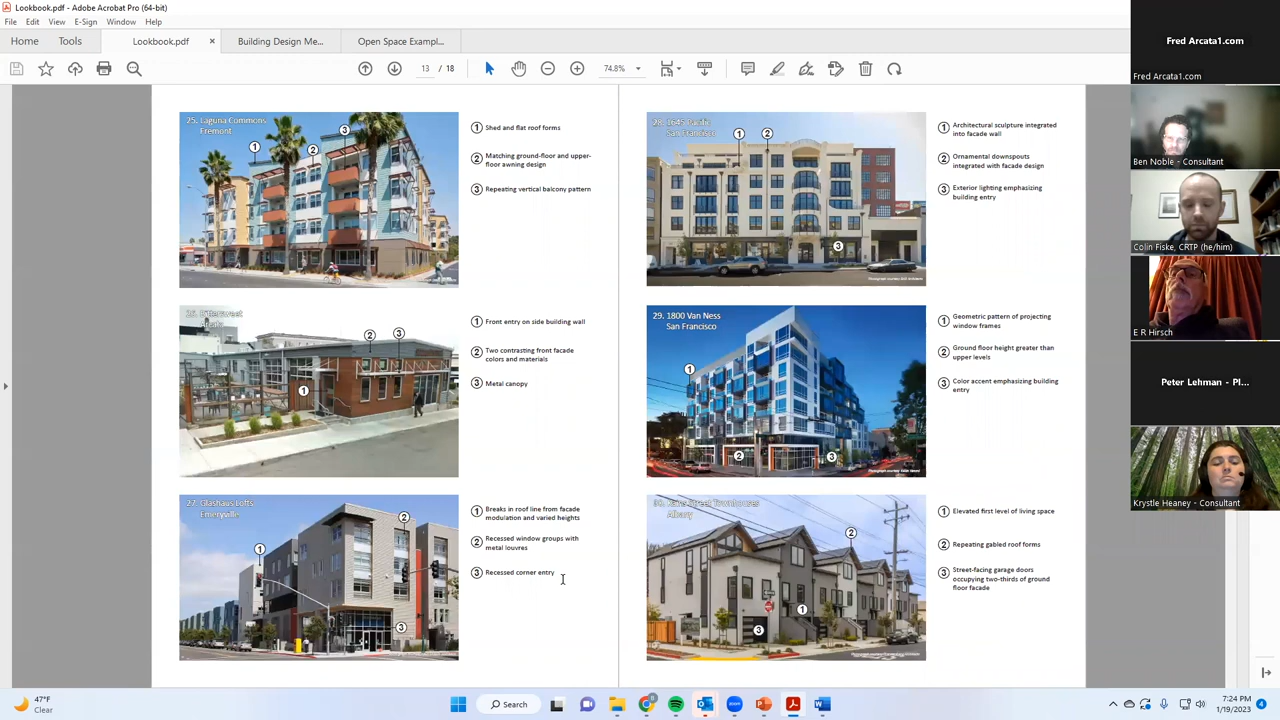 Lookbook.pdf - Adobe Acrobat Pro (64-bit)
File Edit View E-Sign Window Help
Home Tools Lookbook.pdf × Building Design Me... Open Space Exampl...
13 / 18 74.8%
25. Laguna Commons
Fremont
1 Shed and flat roof forms
2 Matching ground-floor and upper-
floor awning design
3 Repeating vertical balcony pattern
1 Front entry on side building wall
2 Two contrasting front facade
colors and materials
3 Metal canopy
27. Glashaus Lofts
Emeryville
1 Breaks in roof line from facade
modulation and varied heights
2 Recessed window groups with
metal louvres
3 Recessed corner entry
28. 1645 Pacific
San Francisco
1 Architectural sculpture integrated
into facade wall
2 Ornamental downspouts
integrated with facade design
3 Exterior lighting emphasizing
building entry
29. 1800 Van Ness
San Francisco
1 Geometric pattern of projecting
window frames
2 Ground floor height greater than
upper levels
3 Color accent emphasizing building
entry
Albany
1 Elevated first level of living space
2 Repeating gabled roof forms
3 Street-facing garage doors
occupying two-thirds of ground
floor facade
Fred Arcata1.com
Fred Arcata1.com
Ben Noble - Consultant
Colin Fiske, CRTP (he/him)
E R Hirsch
Peter Lehman - Pl...
Krystle Heaney - Consultant
47°F
Clear
Search
7:24 PM
1/19/2023